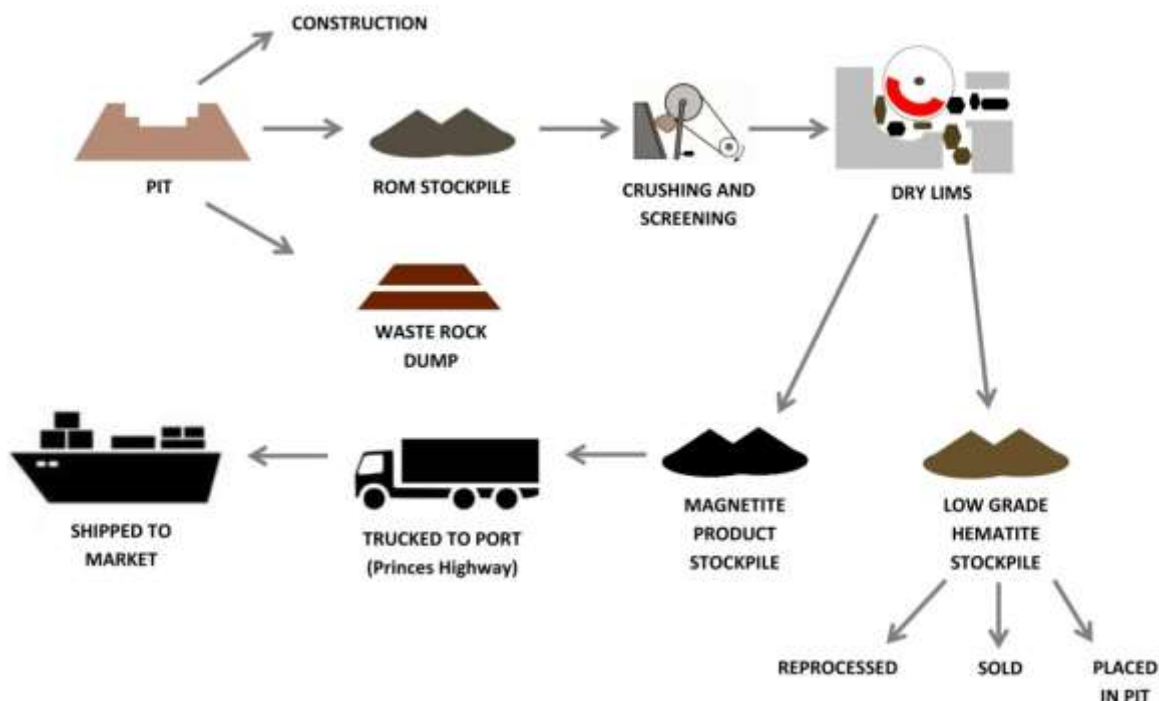 CONSTRUCTION
PIT
ROM STOCKPILE
CRUSHING AND
SCREENING
DRY LIMS
WASTE ROCK
DUMP
SHIPPED TO
MARKET
TRUCKED TO PORT
(Princes Highway)
MAGNETITE
PRODUCT
STOCKPILE
LOW GRADE
HEMATITE
STOCKPILE
REPROCESSED
SOLD
PLACED
IN PIT